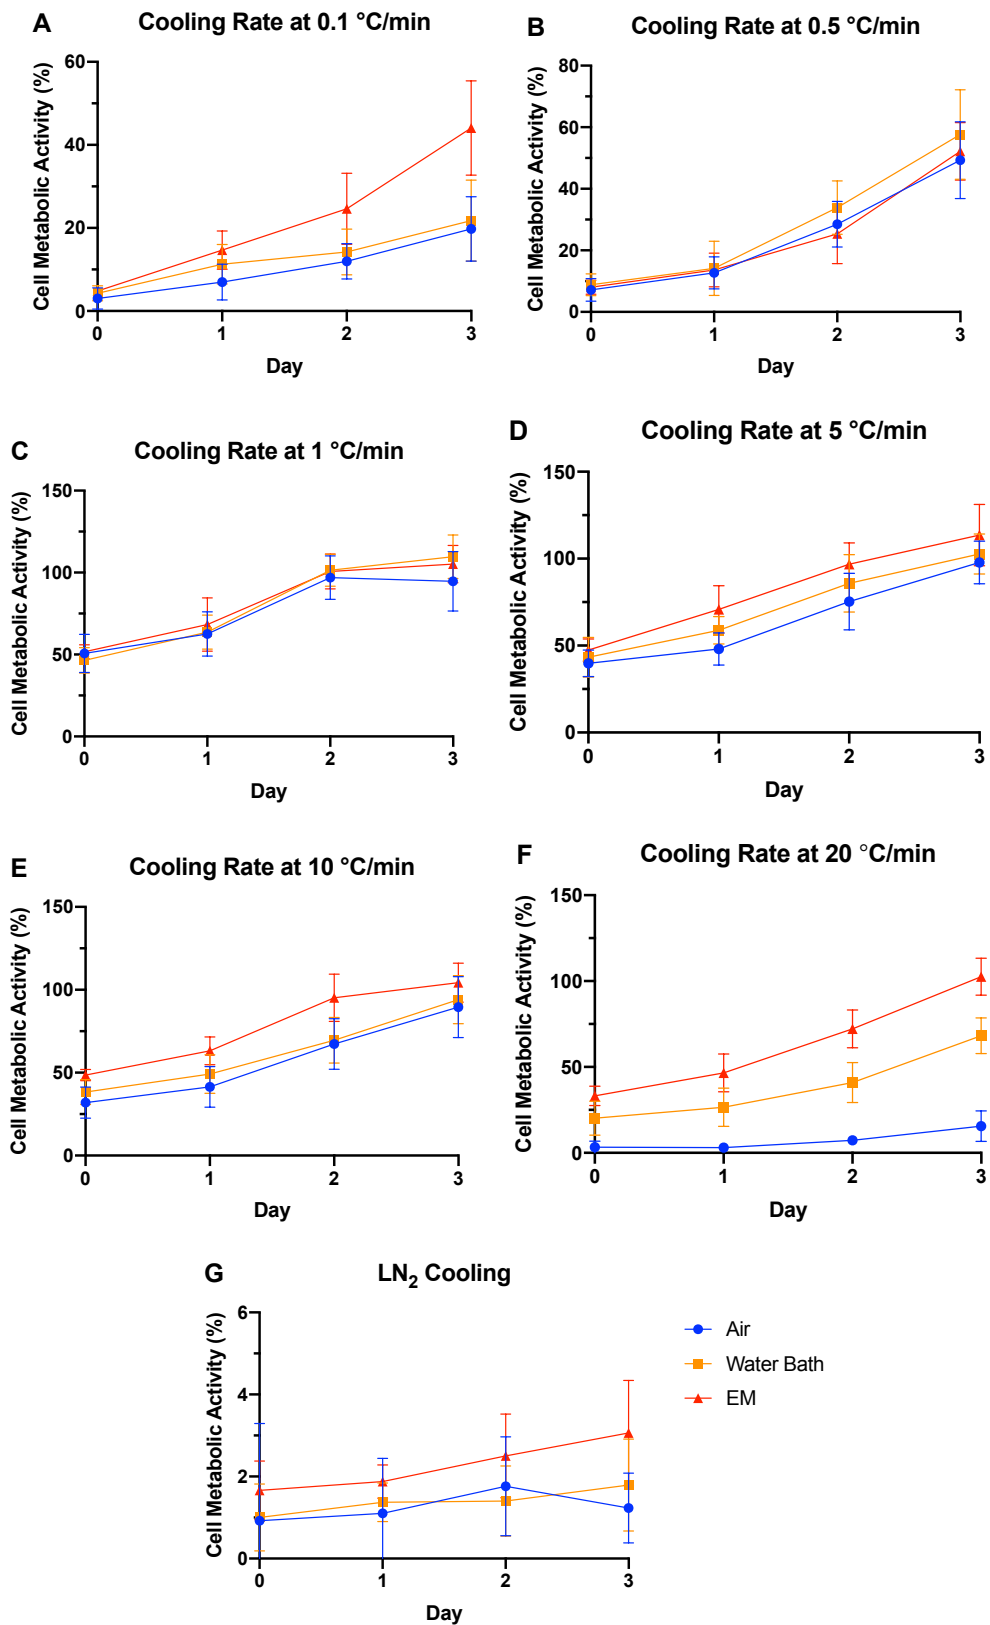 A
Cooling Rate at 0.1 °C/min
Cell Metabolic Activity (%)
60
40
20
0
0 1 2 3
Day
B
Cooling Rate at 0.5 °C/min
Cell Metabolic Activity (%)
80
60
40
20
0
0 1 2 3
Day
C
Cooling Rate at 1 °C/min
Cell Metabolic Activity (%)
150
100
50
0
0 1 2 3
Day
D
Cooling Rate at 5 °C/min
Cell Metabolic Activity (%)
150
100
50
0
0 1 2 3
Day
E
Cooling Rate at 10 °C/min
Cell Metabolic Activity (%)
150
100
50
0
0 1 2 3
Day
F
Cooling Rate at 20 °C/min
Cell Metabolic Activity (%)
150
100
50
0
0 1 2 3
Day
G
LN₂ Cooling
Cell Metabolic Activity (%)
6
4
2
0
0 1 2 3
Day
Air
Water Bath
EM